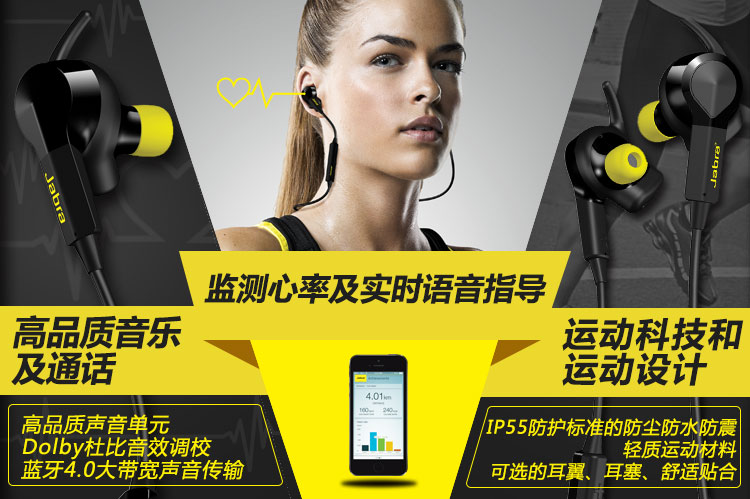 Jabra
Jabra
监测心率及实时语音指导
高品质音乐
及通话
运动科技和
运动设计
高品质声音单元
Dolby杜比音效调校
蓝牙4.0大带宽声音传输
4.01
km
160
240
IP55防护标准的防尘防水防震
轻质运动材料
可选的耳翼、耳塞、舒适贴合